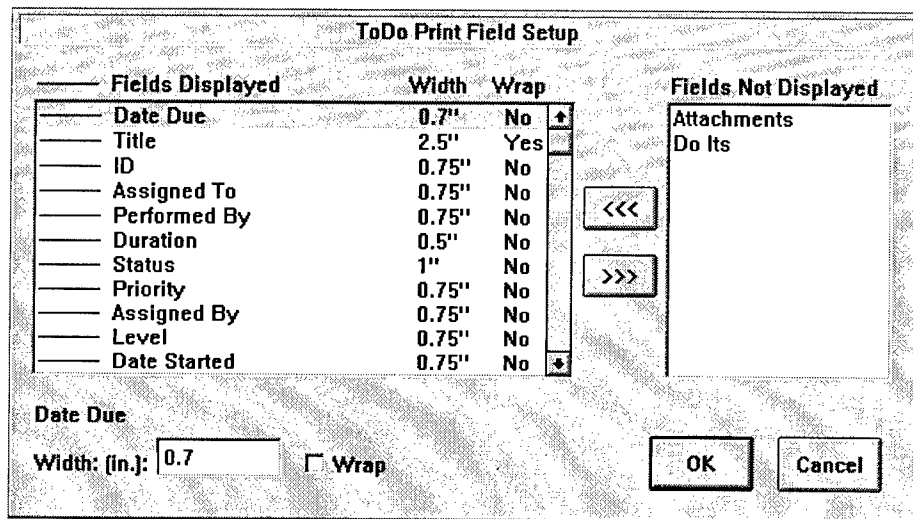 ToDo Print Field Setup
Fields Displayed Width Wrap Fields Not Displayed
Date Due 0.7" No Attachments
Title 2.5" Yes Do Its
ID 0.75" No
Assigned To 0.75" No
Performed By 0.75" No
<<<
Duration 0.5" No
Status 1" No
>>>
Priority 0.75" No
Assigned By 0.75" No
Level 0.75" No
Date Started 0.75" No
Date Due
Width: (in.): 0.7 Wrap OK Cancel